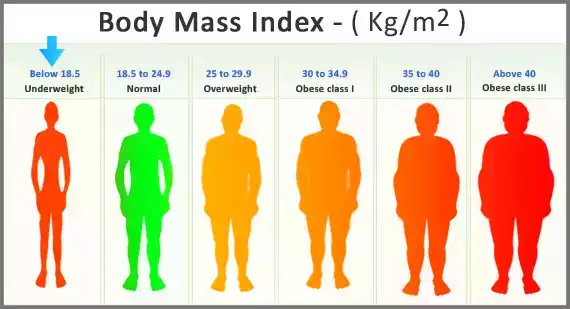 Body Mass Index - ( Kg/m2 )
Below 18.5
Underweight
18.5 to 24.9
Normal
25 to 29.9
Overweight
30 to 34.9
Obese class I
35 to 40
Obese class II
Above 40
Obese class III